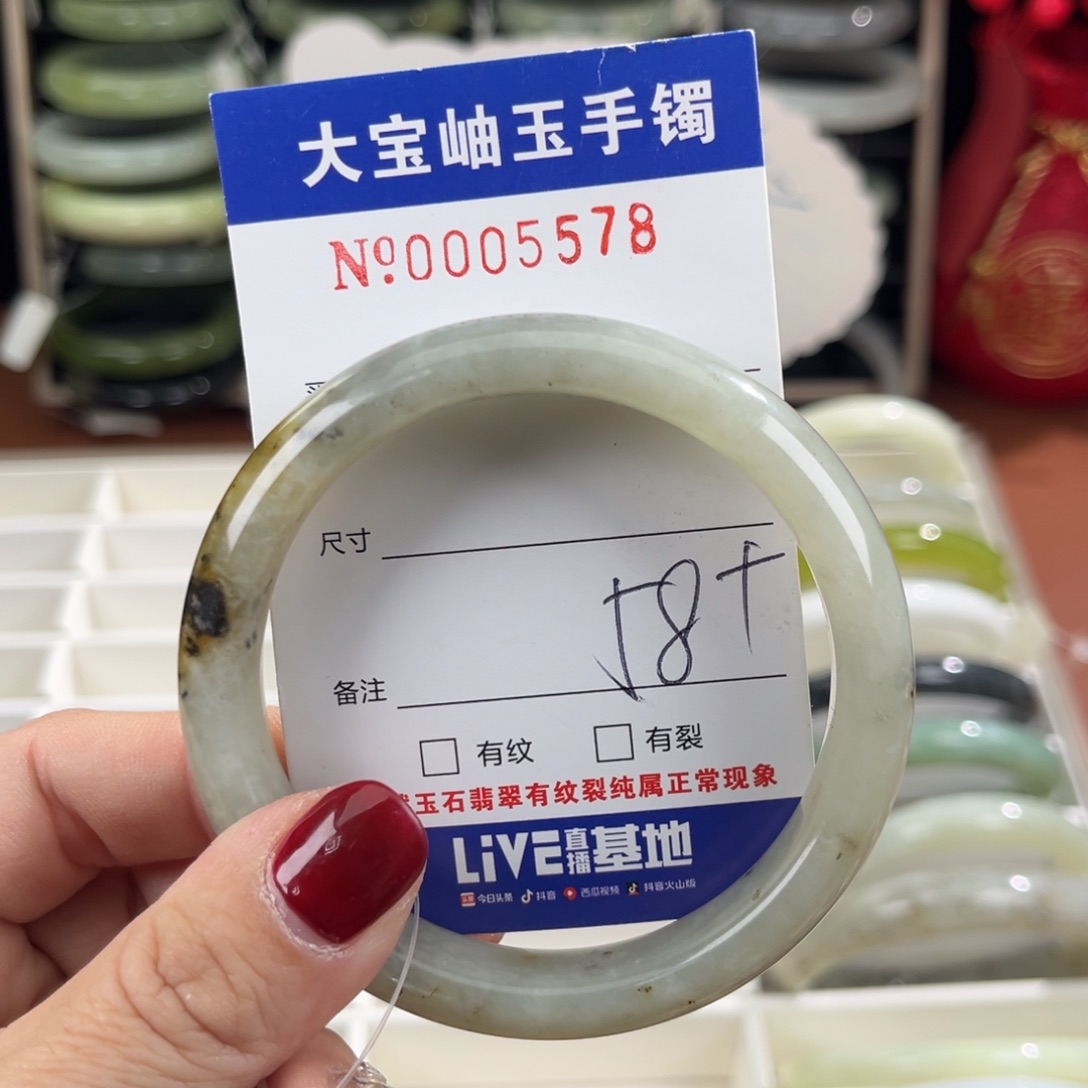 大宝岫玉手镯
Nº0005578
尺寸
58+
备注
有纹 有裂
玉石翡翠有纹裂纯属正常现象
LiVE直播基地
今日头条 抖音 西瓜视频 抖音火山版